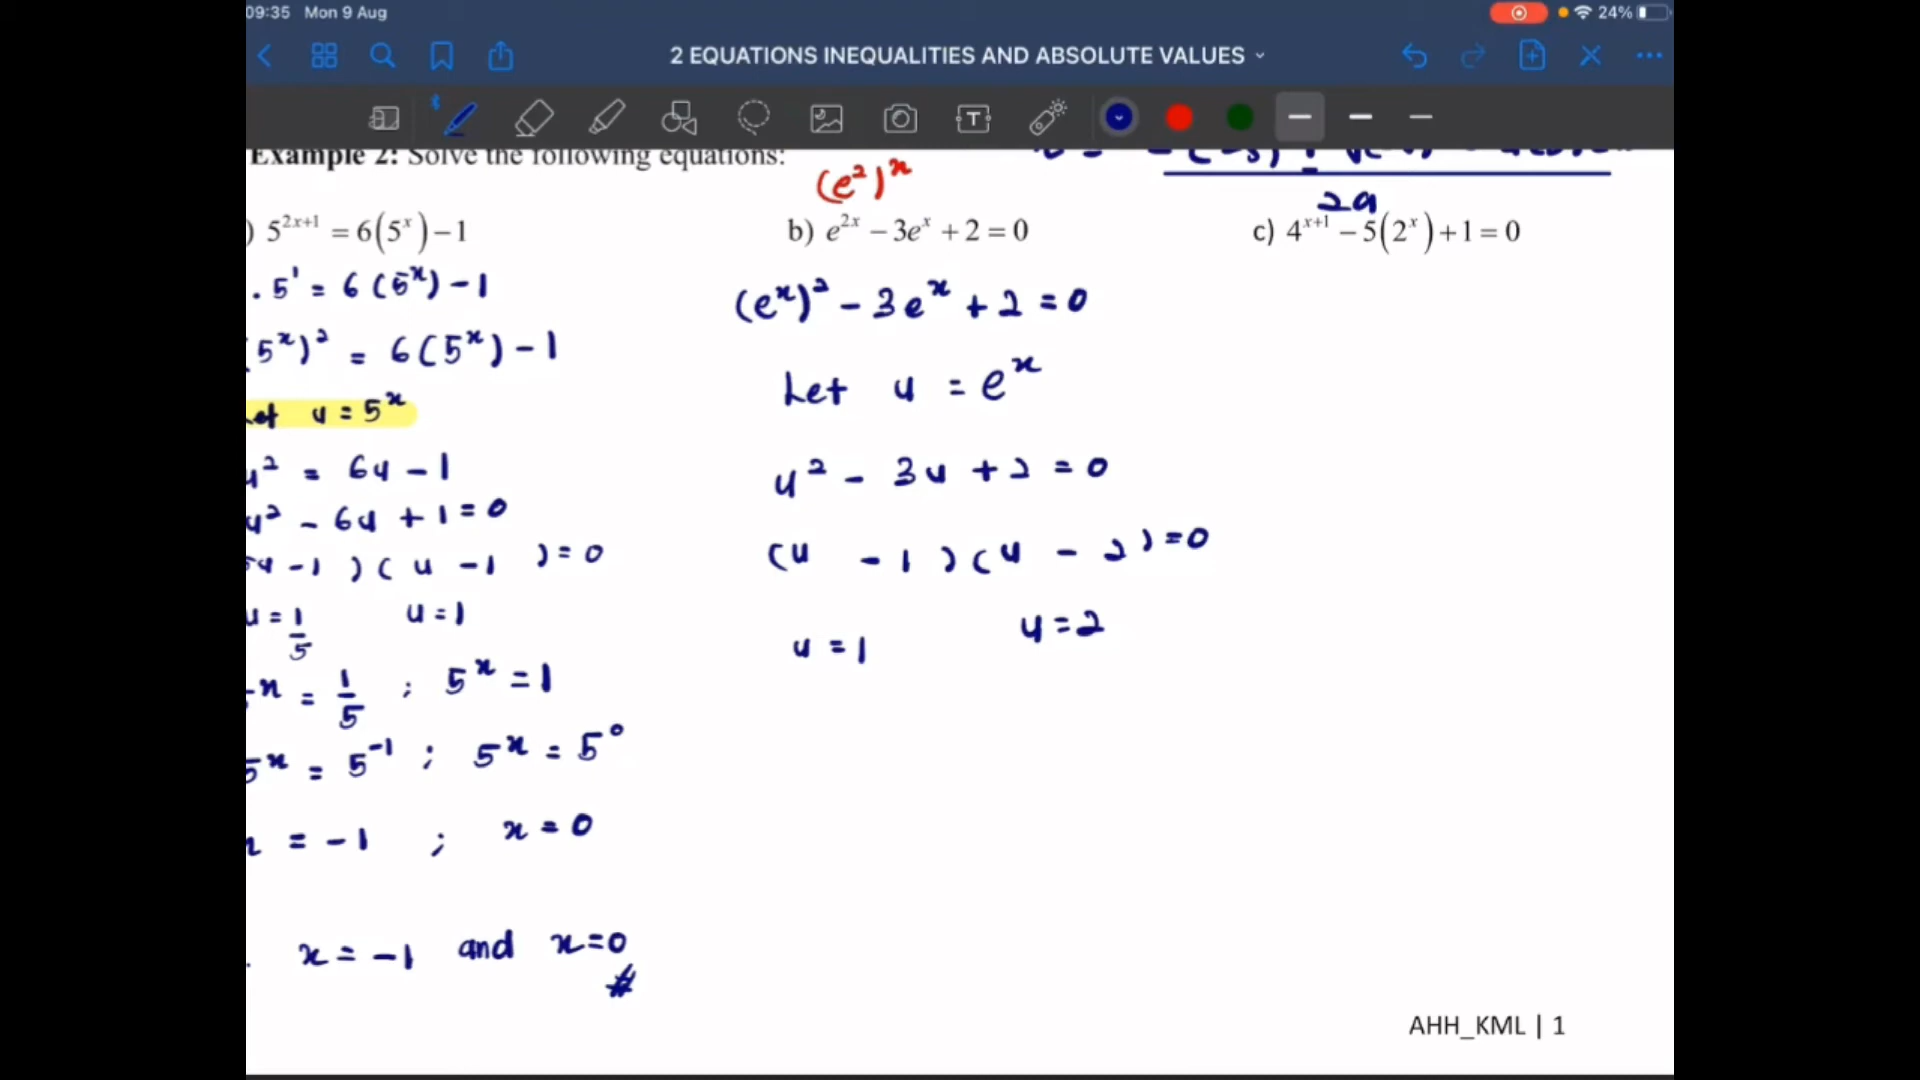 09:35 Mon 9 Aug
24%
2 EQUATIONS INEQUALITIES AND ABSOLUTE VALUES
Example 2: Solve the following equations:
2a
(e²)ˣ
) 5²ˣ⁺¹ = 6(5ˣ) − 1
. 5¹ = 6 (5ˣ) − 1
5ˣ)² = 6 (5ˣ) − 1
Let u = 5ˣ
u² = 6u − 1
u² − 6u + 1 = 0
u − 1 ) ( u − 1 ) = 0
u = 1/5 u = 1
x = 1/5 ; 5ˣ = 1
5ˣ = 5⁻¹ ; 5ˣ = 5⁰
x = −1 ; x = 0
. x = −1 and x = 0
#
b) e²ˣ − 3eˣ + 2 = 0
(eˣ)² − 3eˣ + 2 = 0
Let u = eˣ
u² − 3u + 2 = 0
(u − 1 ) ( u − 2 ) = 0
u = 1 u = 2
c) 4ˣ⁺¹ − 5(2ˣ) + 1 = 0
AHH_KML | 1